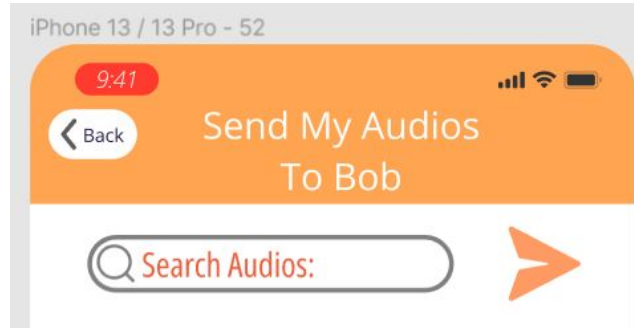 iPhone 13 / 13 Pro - 52
9:41
Back
Send My Audios
To Bob
Search Audios: